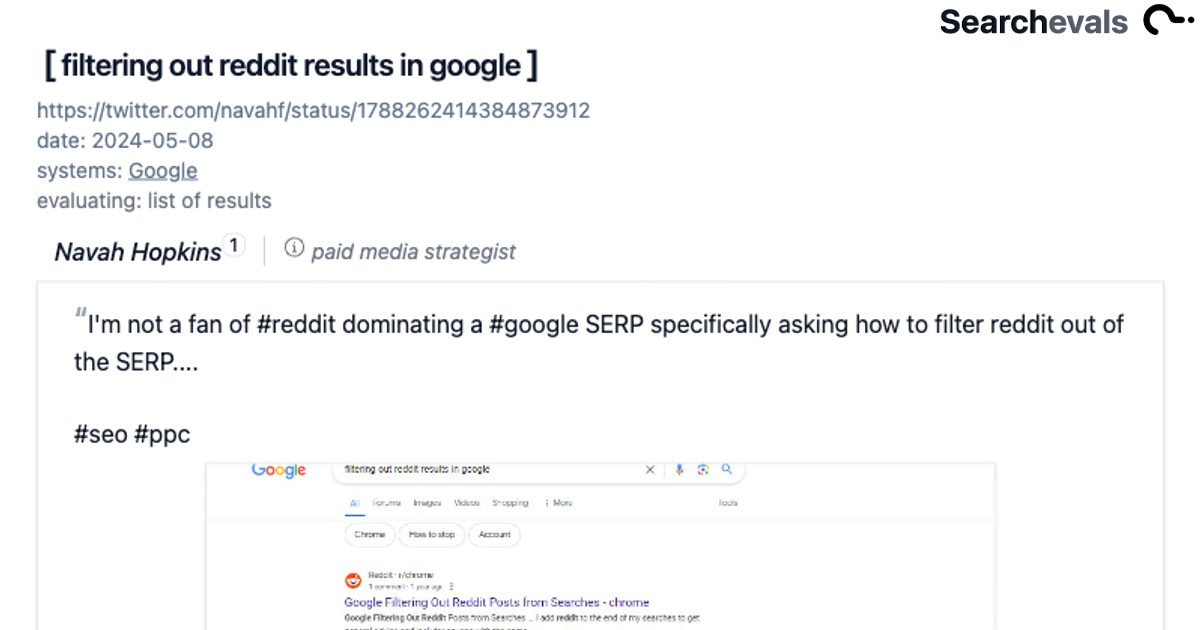 Searchevals
[ filtering out reddit results in google ]
https://twitter.com/navahf/status/1788262414384873912
date: 2024-05-08
systems: Google
evaluating: list of results
Navah Hopkins 1 paid media strategist
“I'm not a fan of #reddit dominating a #google SERP specifically asking how to filter reddit out of
the SERP....
#seo #ppc
Google filtering out reddit results in google
All Forums Images Videos Shopping More Tools
Chrome How to stop Account
Reddit · r/chrome
1 comment · 1 year ago
Google Filtering Out Reddit Posts from Searches - chrome
Google Filtering Out Reddit Posts from Searches ... I add reddit to the end of my searches to get